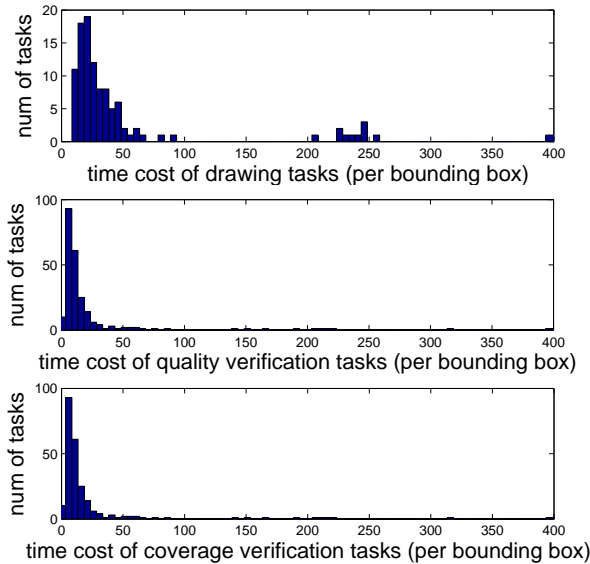 20
15
10
5
0
num of tasks
0 50 100 150 200 250 300 350 400
time cost of drawing tasks (per bounding box)
100
50
0
num of tasks
0 50 100 150 200 250 300 350 400
time cost of quality verification tasks (per bounding box)
100
50
0
num of tasks
0 50 100 150 200 250 300 350 400
time cost of coverage verification tasks (per bounding box)